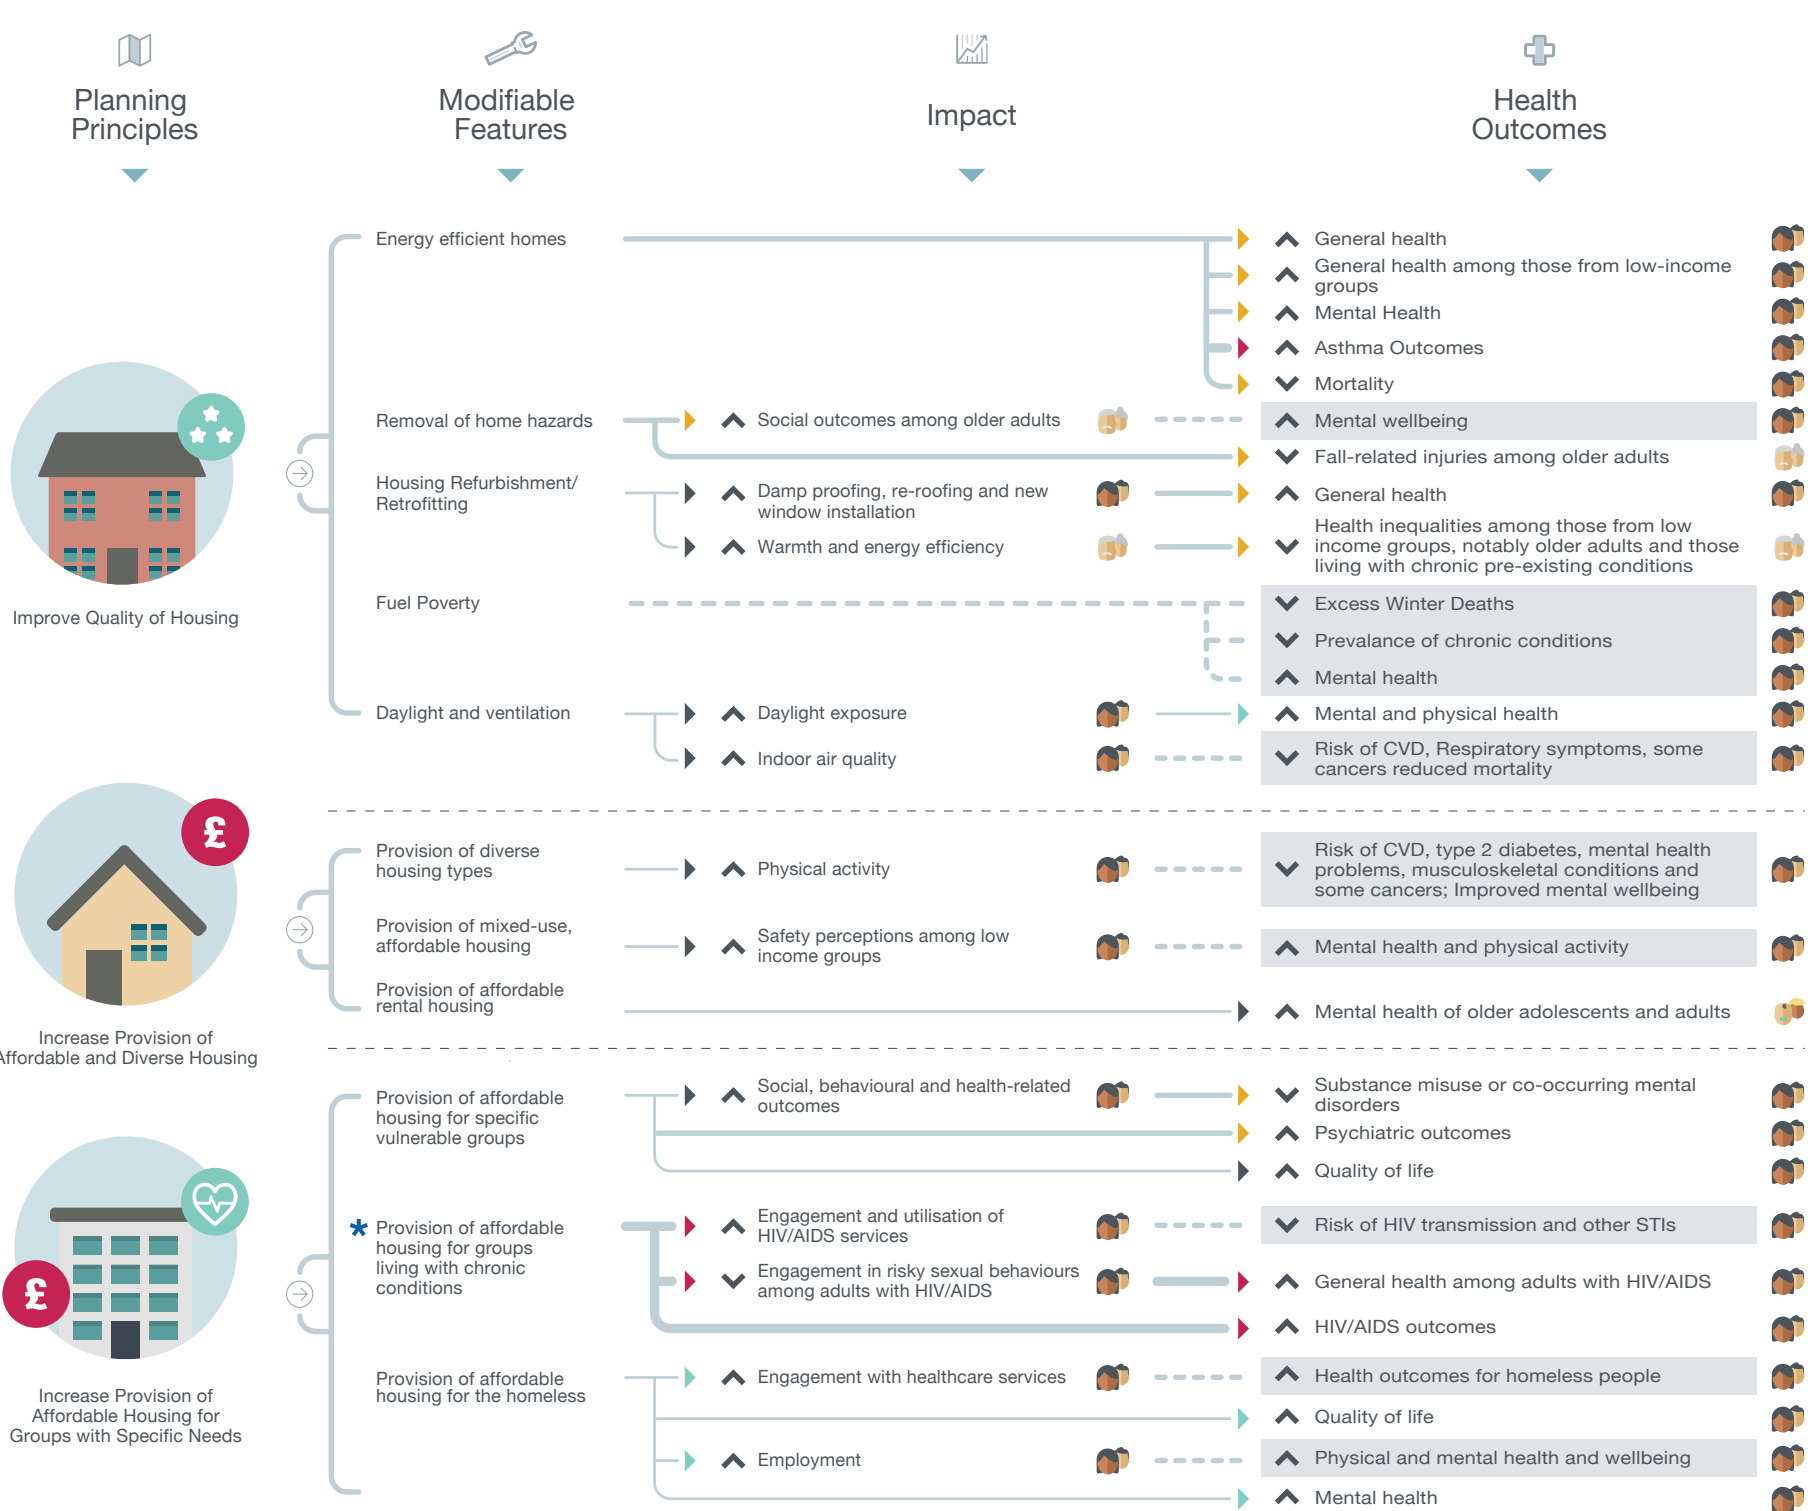 Planning
Principles
Modifiable
Features
Impact
Health
Outcomes
Improve Quality of Housing
Energy efficient homes
General health
General health among those from low-income
groups
Mental Health
Asthma Outcomes
Mortality
Removal of home hazards
Social outcomes among older adults
Mental wellbeing
Fall-related injuries among older adults
Housing Refurbishment/
Retrofitting
Damp proofing, re-roofing and new
window installation
General health
Warmth and energy efficiency
Health inequalities among those from low
income groups, notably older adults and those
living with chronic pre-existing conditions
Fuel Poverty
Excess Winter Deaths
Prevalance of chronic conditions
Mental health
Daylight and ventilation
Daylight exposure
Mental and physical health
Indoor air quality
Risk of CVD, Respiratory symptoms, some
cancers reduced mortality
£
Increase Provision of
Affordable and Diverse Housing
Provision of diverse
housing types
Physical activity
Risk of CVD, type 2 diabetes, mental health
problems, musculoskeletal conditions and
some cancers; Improved mental wellbeing
Provision of mixed-use,
affordable housing
Safety perceptions among low
income groups
Mental health and physical activity
Provision of affordable
rental housing
Mental health of older adolescents and adults
£
Increase Provision of
Affordable Housing for
Groups with Specific Needs
Provision of affordable
housing for specific
vulnerable groups
Social, behavioural and health-related
outcomes
Substance misuse or co-occurring mental
disorders
Psychiatric outcomes
Quality of life
* Provision of affordable
housing for groups
living with chronic
conditions
Engagement and utilisation of
HIV/AIDS services
Risk of HIV transmission and other STIs
Engagement in risky sexual behaviours
among adults with HIV/AIDS
General health among adults with HIV/AIDS
HIV/AIDS outcomes
Provision of affordable
housing for the homeless
Engagement with healthcare services
Health outcomes for homeless people
Quality of life
Employment
Physical and mental health and wellbeing
Mental health